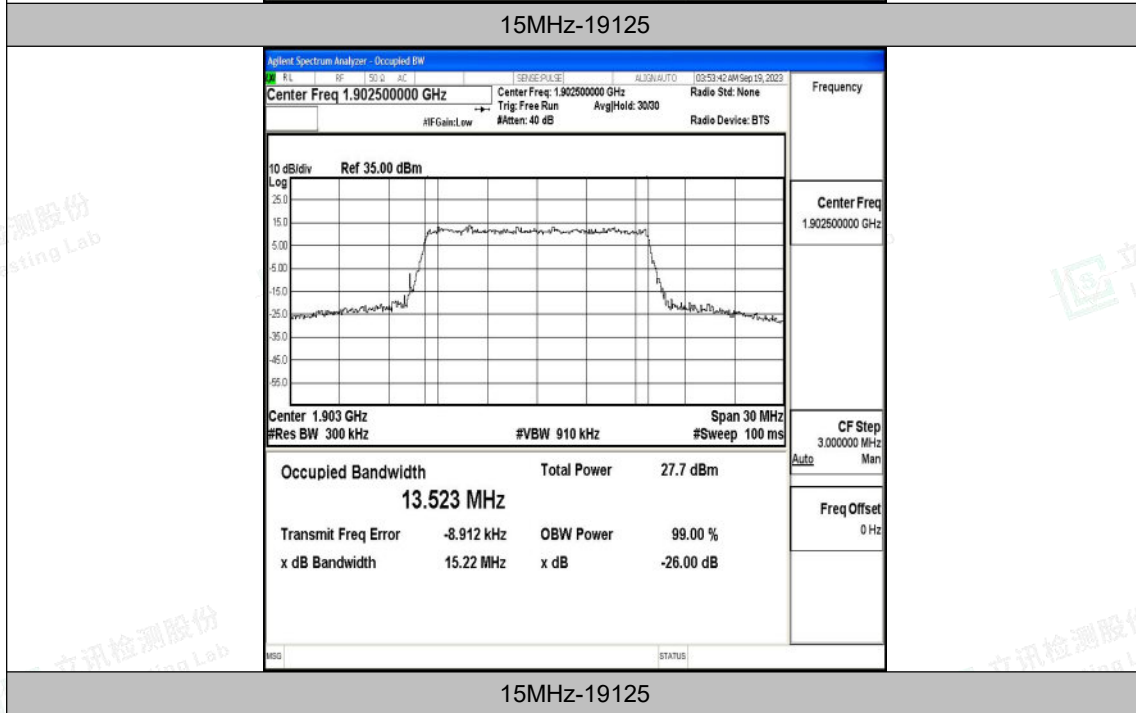 15MHz-19125
Agilent Spectrum Analyzer - Occupied BW
RL RF 50 Ω AC SENSE:PULSE ALIGN AUTO 03:53:42 AM Sep 19, 2023
Center Freq 1.902500000 GHz
Center Freq: 1.902500000 GHz
Radio Std: None
Trig: Free Run Avg|Hold: 30/30
#IFGain:Low
#Atten: 40 dB
Radio Device: BTS
Frequency
10 dB/div Ref 35.00 dBm
Log
25.0
15.0
5.00
-5.00
-15.0
-25.0
-35.0
-45.0
-55.0
Center Freq
1.902500000 GHz
Center 1.903 GHz
Span 30 MHz
#Res BW 300 kHz
#VBW 910 kHz
#Sweep 100 ms
CF Step
3.000000 MHz
Auto Man
Occupied Bandwidth
Total Power 27.7 dBm
13.523 MHz
Transmit Freq Error -8.912 kHz OBW Power 99.00 %
x dB Bandwidth 15.22 MHz x dB -26.00 dB
Freq Offset
0 Hz
MSG
STATUS
15MHz-19125
立讯检测股份